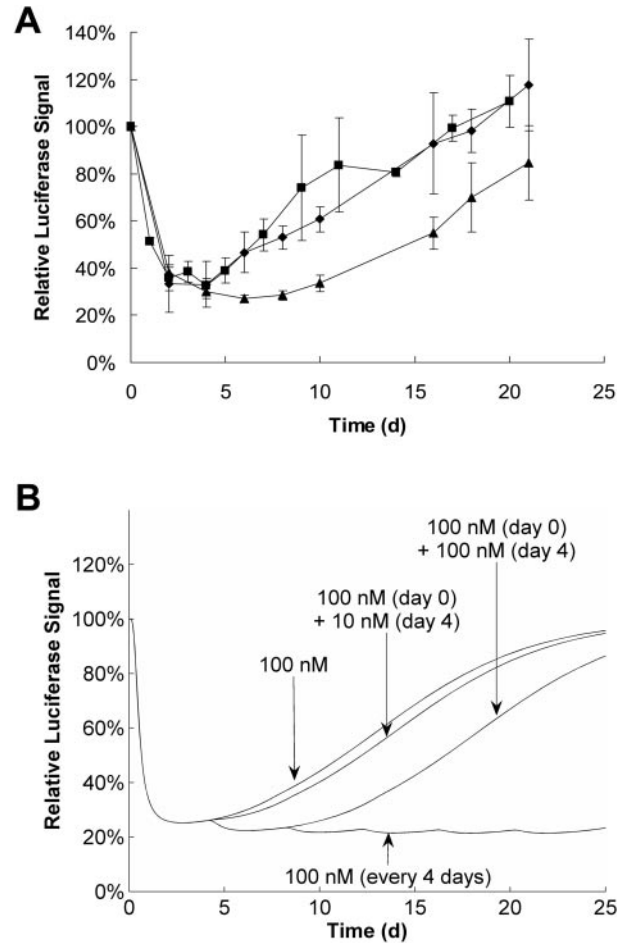 A
Relative Luciferase Signal
140%
120%
100%
80%
60%
40%
20%
0%
0 5 10 15 20 25
Time (d)
B
Relative Luciferase Signal
120%
100%
80%
60%
40%
20%
0%
100 nM (day 0)
+ 100 nM (day 4)
100 nM (day 0)
+ 10 nM (day 4)
100 nM
100 nM (every 4 days)
0 5 10 15 20 25
Time (d)